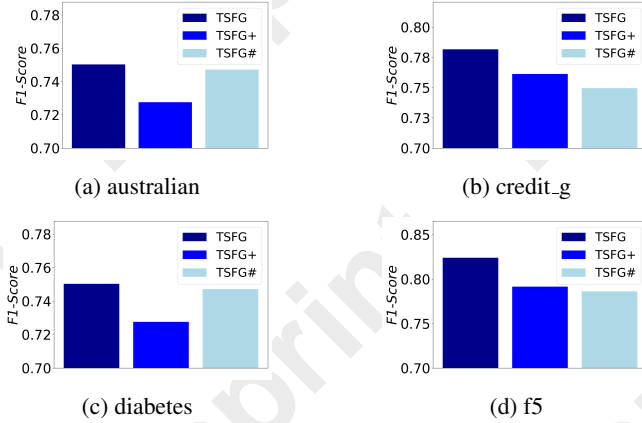 F1-Score
0.78
0.76
0.74
0.72
0.70
TSFG
TSFG+
TSFG#
(a) australian
F1-Score
0.80
0.78
0.75
0.73
0.70
TSFG
TSFG+
TSFG#
(b) credit_g
F1-Score
0.78
0.76
0.74
0.72
0.70
TSFG
TSFG+
TSFG#
(c) diabetes
F1-Score
0.85
0.80
0.75
0.70
TSFG
TSFG+
TSFG#
(d) f5